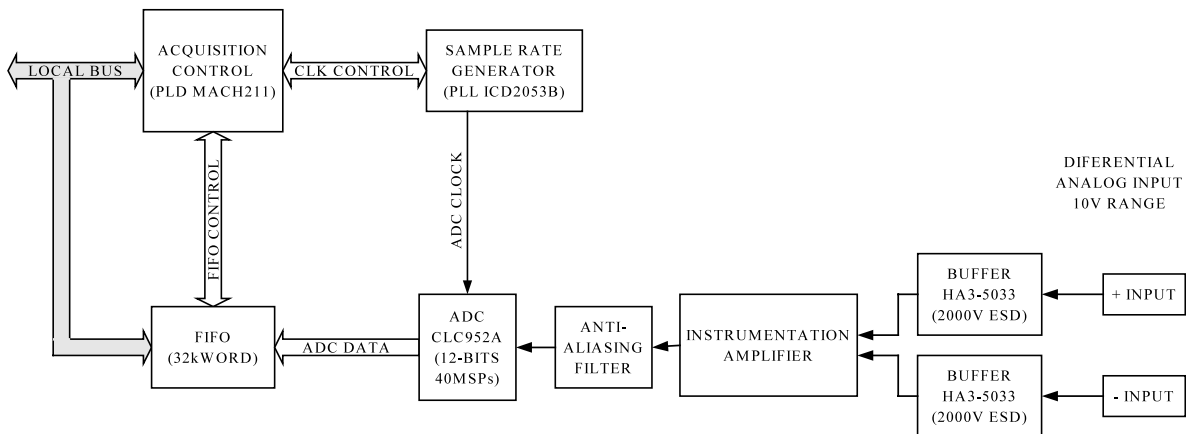 ACQUISITION
CONTROL
(PLD MACH211)
SAMPLE RATE
GENERATOR
(PLL ICD2053B)
LOCAL BUS
CLK CONTROL
FIFO CONTROL
ADC CLOCK
DIFERENTIAL
ANALOG INPUT
10V RANGE
FIFO
(32kWORD)
ADC DATA
ADC
CLC952A
(12-BITS
40MSPs)
ANTI-
ALIASING
FILTER
INSTRUMENTATION
AMPLIFIER
BUFFER
HA3-5033
(2000V ESD)
+ INPUT
BUFFER
HA3-5033
(2000V ESD)
- INPUT